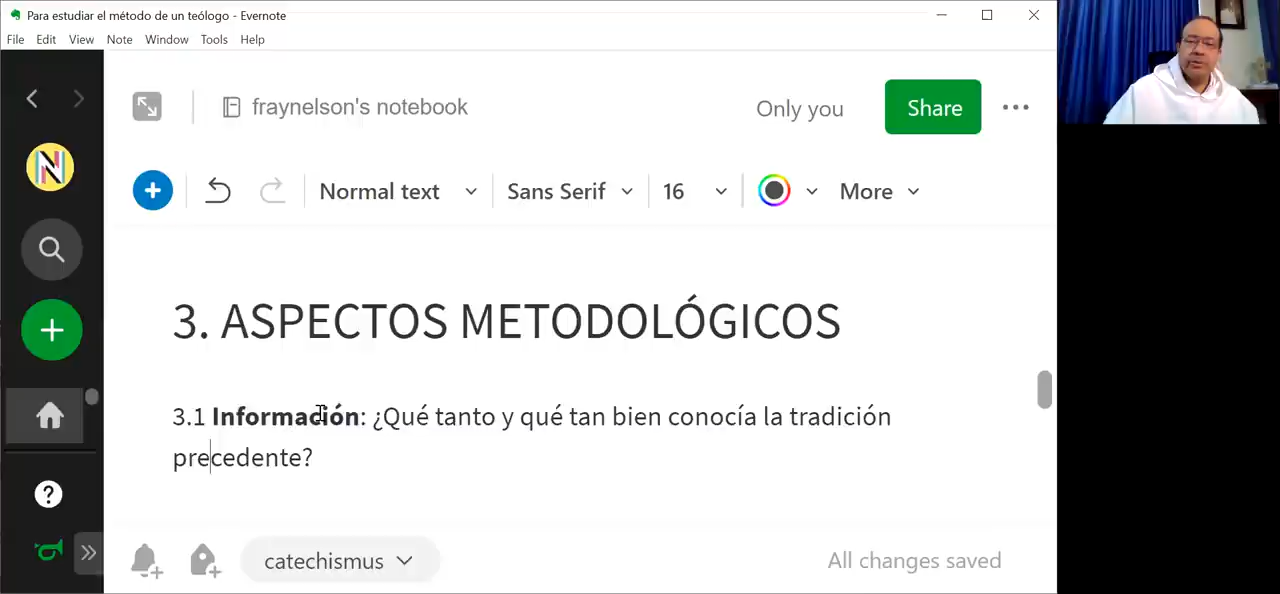 Para estudiar el método de un teólogo - Evernote
File Edit View Note Window Tools Help
fraynelson's notebook
Only you
Share
Normal text
Sans Serif
16
More
3. ASPECTOS METODOLÓGICOS
3.1 Información: ¿Qué tanto y qué tan bien conocía la tradición
precedente?
catechismus
All changes saved